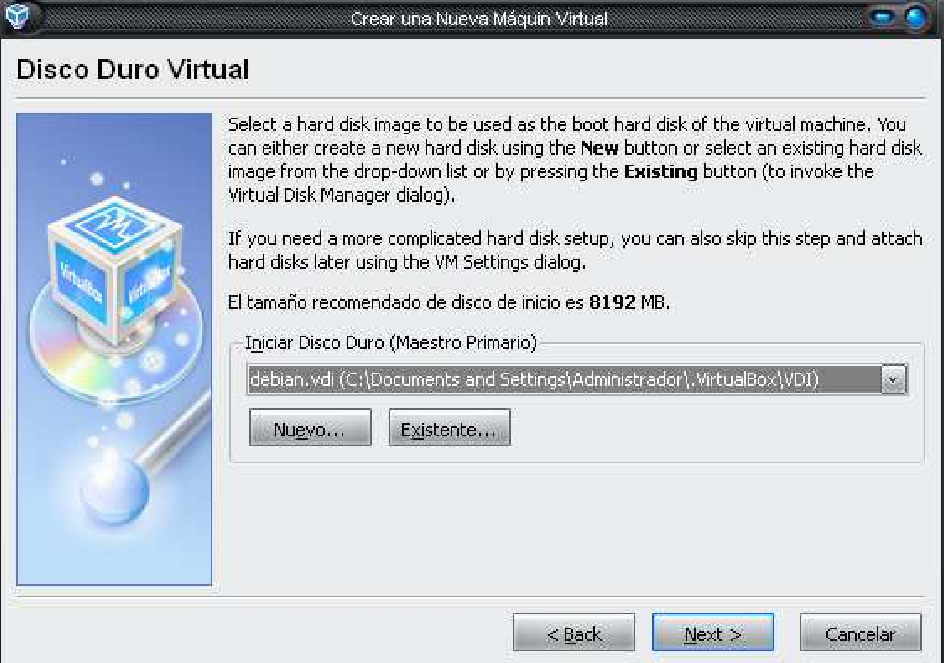 Crear una Nueva Máquin Virtual
Disco Duro Virtual
Select a hard disk image to be used as the boot hard disk of the virtual machine. You
can either create a new hard disk using the New button or select an existing hard disk
image from the drop-down list or by pressing the Existing button (to invoke the
Virtual Disk Manager dialog).
If you need a more complicated hard disk setup, you can also skip this step and attach
hard disks later using the VM Settings dialog.
El tamaño recomendado de disco de inicio es 8192 MB.
Iniciar Disco Duro (Maestro Primario)
debian.vdi (C:\Documents and Settings\Administrador\.VirtualBox\VDI)
Nuevo...
Existente...
VirtualBox
VirtualBox
< Back
Next >
Cancelar